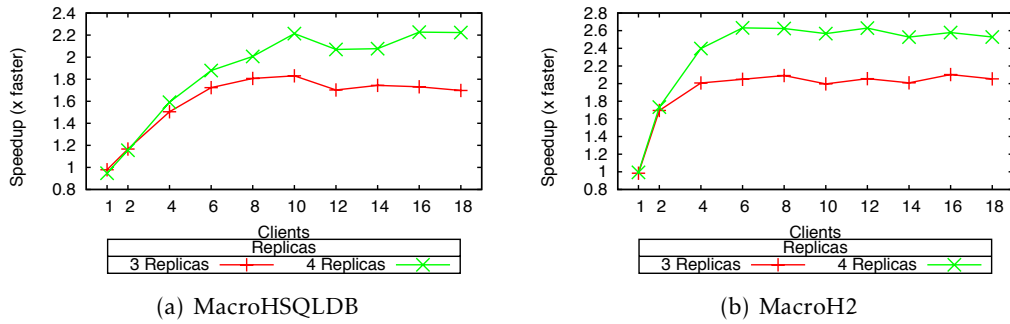 2.4
2.2
2
1.8
1.6
1.4
1.2
1
0.8
Speedup (x faster)
1 2 4 6 8 10 12 14 16 18
Clients
Replicas
3 Replicas 4 Replicas
(a) MacroHSQLDB
2.8
2.6
2.4
2.2
2
1.8
1.6
1.4
1.2
1
0.8
Speedup (x faster)
1 2 4 6 8 10 12 14 16 18
Clients
Replicas
3 Replicas 4 Replicas
(b) MacroH2